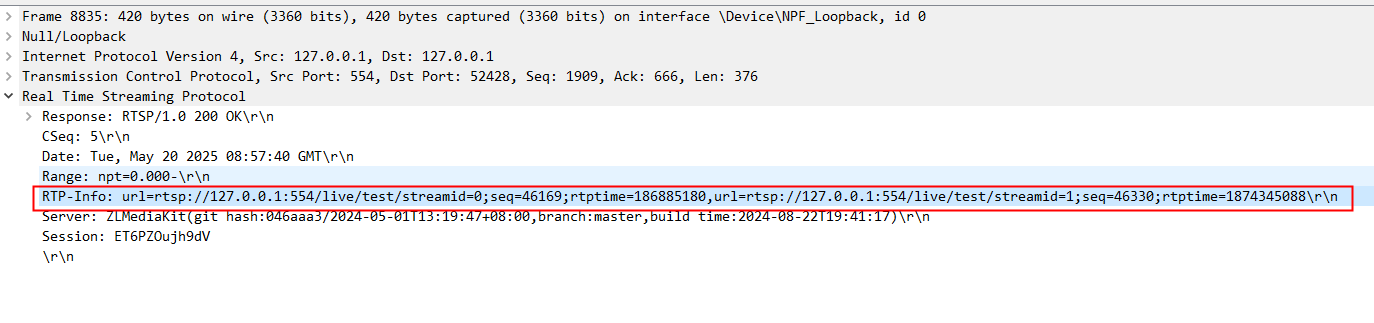 Frame 8835: 420 bytes on wire (3360 bits), 420 bytes captured (3360 bits) on interface \Device\NPF_Loopback, id 0
Null/Loopback
Internet Protocol Version 4, Src: 127.0.0.1, Dst: 127.0.0.1
Transmission Control Protocol, Src Port: 554, Dst Port: 52428, Seq: 1909, Ack: 666, Len: 376
Real Time Streaming Protocol
Response: RTSP/1.0 200 OK\r\n
CSeq: 5\r\n
Date: Tue, May 20 2025 08:57:40 GMT\r\n
Range: npt=0.000-\r\n
RTP-Info: url=rtsp://127.0.0.1:554/live/test/streamid=0;seq=46169;rtptime=186885180,url=rtsp://127.0.0.1:554/live/test/streamid=1;seq=46330;rtptime=1874345088\r\n
Server: ZLMediaKit(git hash:046aaa3/2024-05-01T13:19:47+08:00,branch:master,build time:2024-08-22T19:41:17)\r\n
Session: ET6PZOujh9dV
\r\n